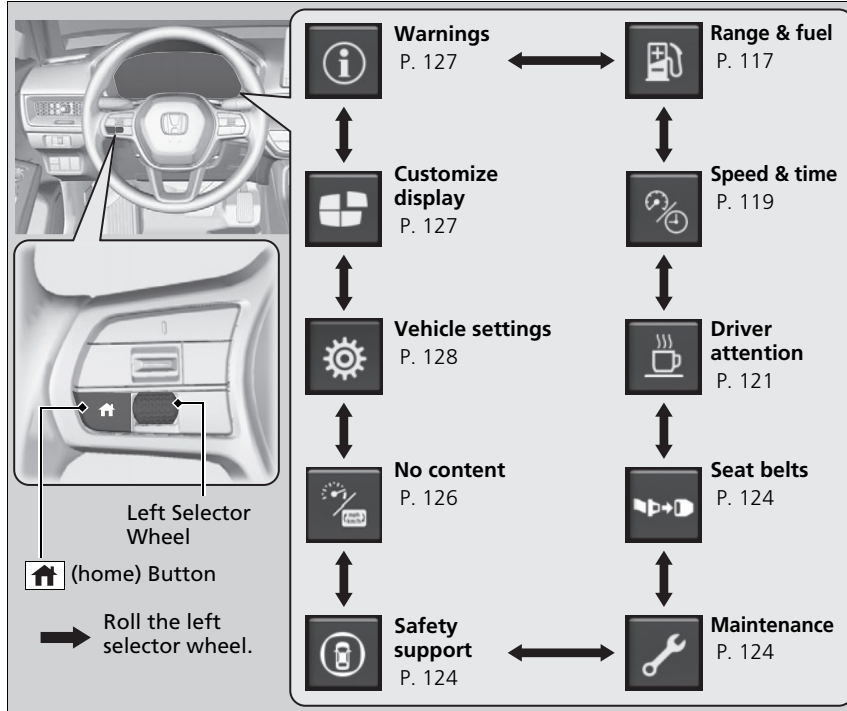 Warnings
P. 127
Range & fuel
P. 117
Customize
display
P. 127
Speed & time
P. 119
Vehicle settings
P. 128
Driver
attention
P. 121
No content
P. 126
Seat belts
P. 124
Safety
support
P. 124
Maintenance
P. 124
Left Selector
Wheel
(home) Button
Roll the left
selector wheel.